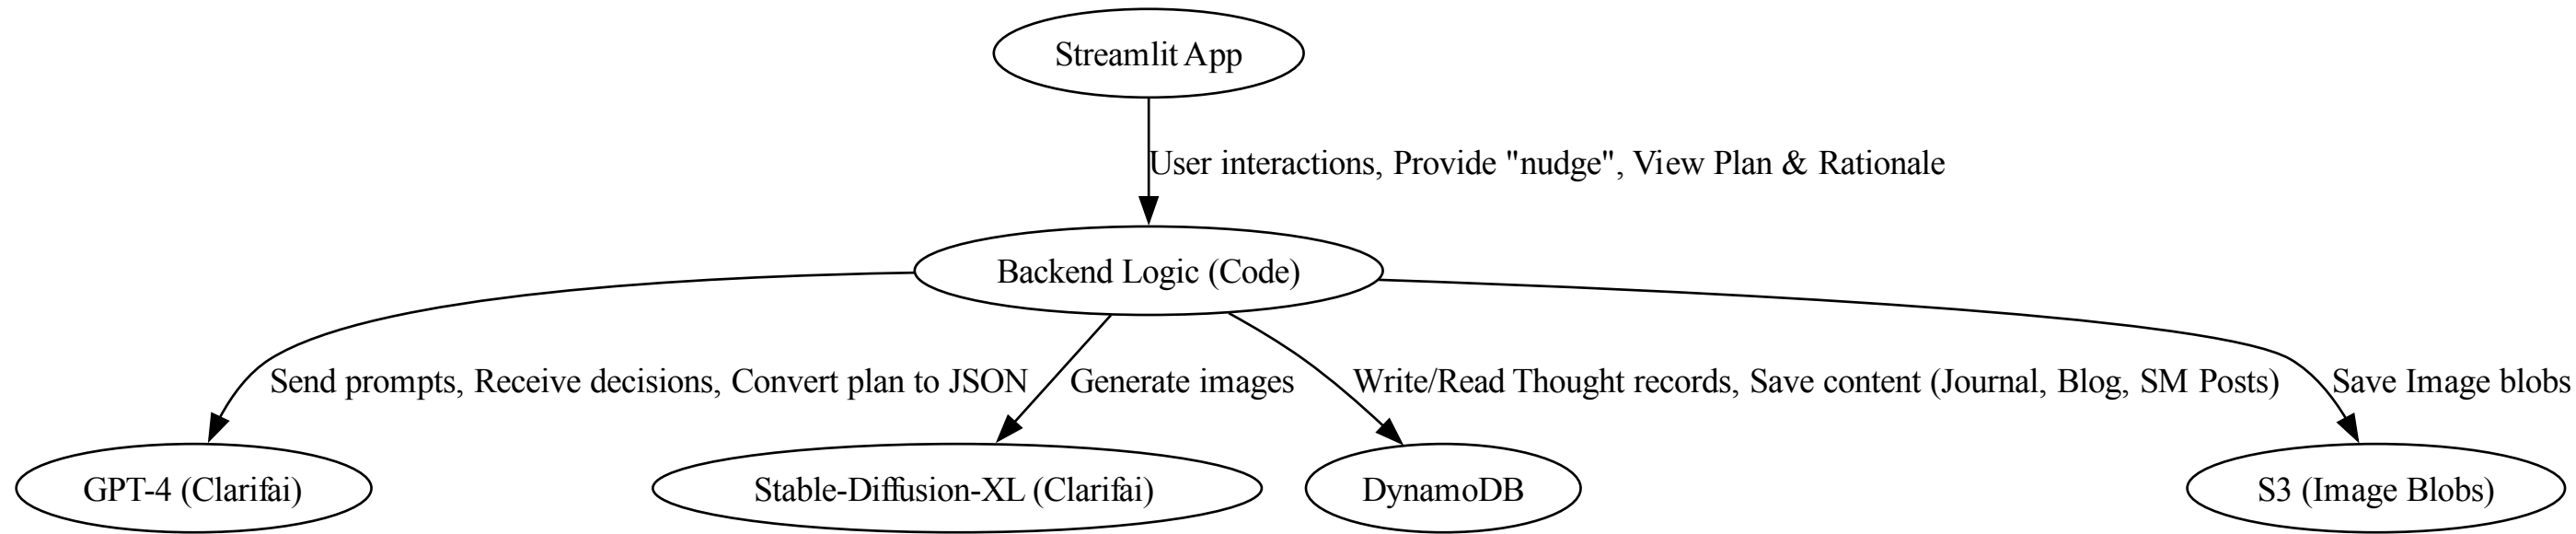 Streamlit App
User interactions, Provide "nudge", View Plan & Rationale
Backend Logic (Code)
Send prompts, Receive decisions, Convert plan to JSON
Generate images
Write/Read Thought records, Save content (Journal, Blog, SM Posts)
Save Image blobs
GPT-4 (Clarifai)
Stable-Diffusion-XL (Clarifai)
DynamoDB
S3 (Image Blobs)